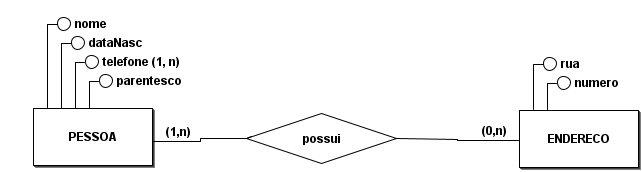 nome
dataNasc
telefone (1, n)
parentesco
rua
numero
PESSOA
(1,n)
possui
(0,n)
ENDERECO